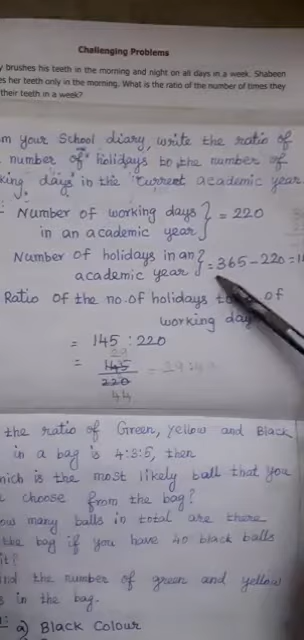 Challenging Problems
y brushes his teeth in the morning and night on all days in a week. Shabeen
es her teeth only in the morning. What is the ratio of the number of times they
their teeth in a week?
m your School diary, write the ratio of
number of holidays to the number of
king days in the current academic year
Number of working days } = 220
in an academic year
Number of holidays in an } = 365 - 220 = 1
academic year
Ratio of the no. of holidays to of
working day
= 145 : 220
29
= 145 / 220 = 29:4
44
the ratio of Green, Yellow and Black
in a bag is 4:3:5, then
hich is the most likely ball that you
choose from the bag?
ow many balls in total are there
the bag if you have 40 black balls
it?
ind the number of green and yellow
s in the bag.
a) Black Colour